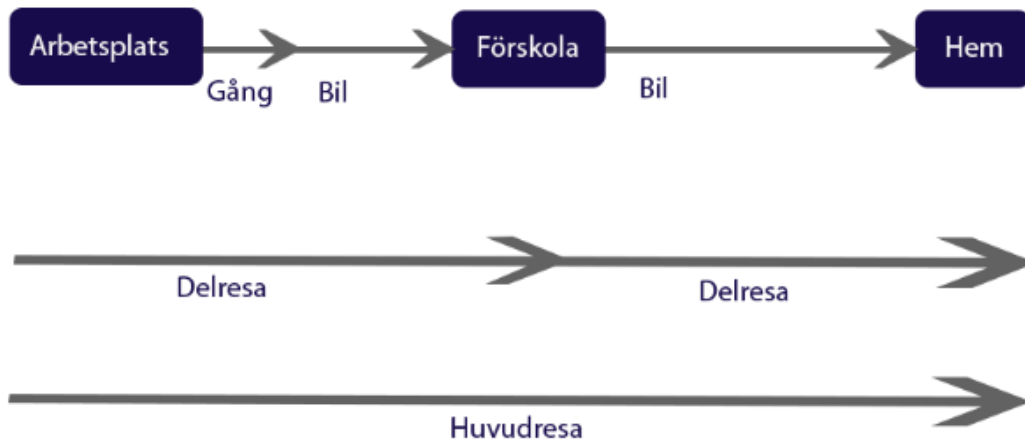 Arbetsplats Förskola Hem
Gång Bil Bil
Delresa Delresa
Huvudresa